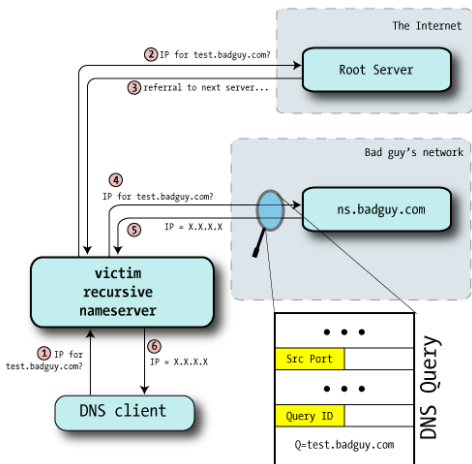 The Internet
② IP for test.badguy.com?
Root Server
③ referral to next server...
Bad guy's network
④
IP for test.badguy.com?
ns.badguy.com
⑤
IP = X.X.X.X
victim
recursive
nameserver
① IP for
test.badguy.com?
⑥
IP = X.X.X.X
DNS client
• • •
Src Port
• • •
Query ID
Q=test.badguy.com
DNS Query